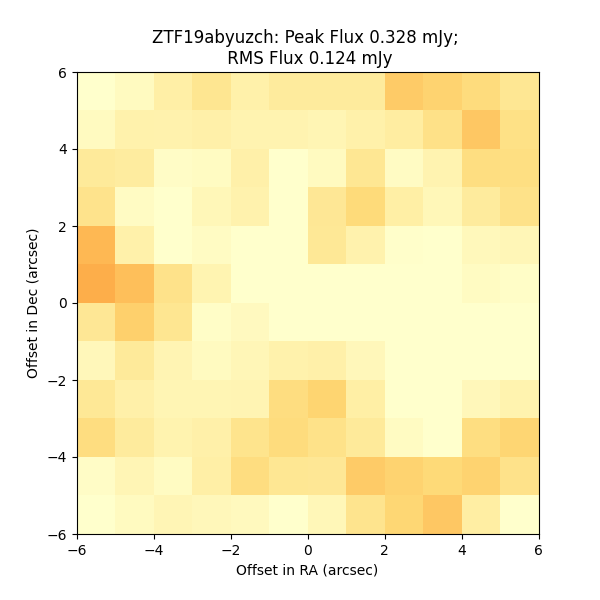 ZTF19abyuzch: Peak Flux 0.328 mJy;
RMS Flux 0.124 mJy
6
4
2
0
−2
−4
−6
Offset in Dec (arcsec)
−6 −4 −2 0 2 4 6
Offset in RA (arcsec)